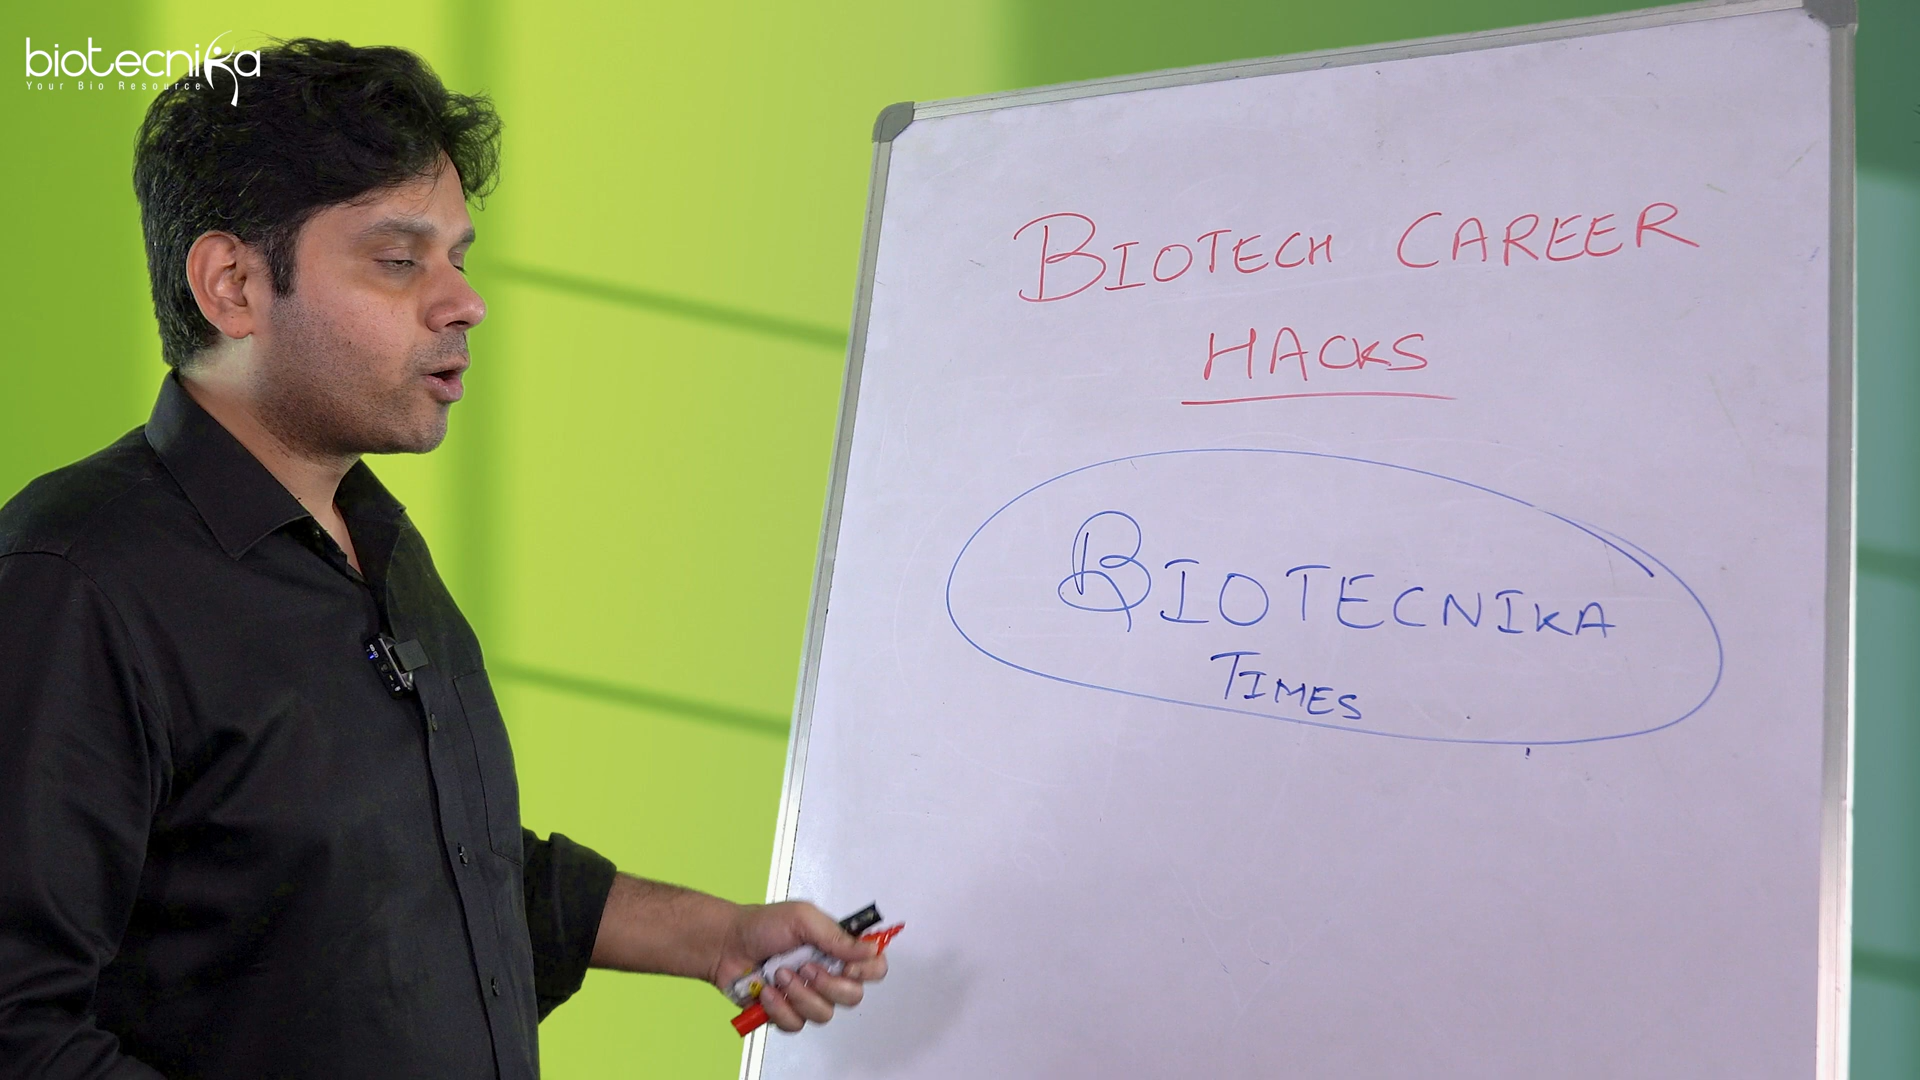 biotecnika
Your Bio Resource
BIOTECH CAREER
HACKS
BIOTECNIKA
TIMES